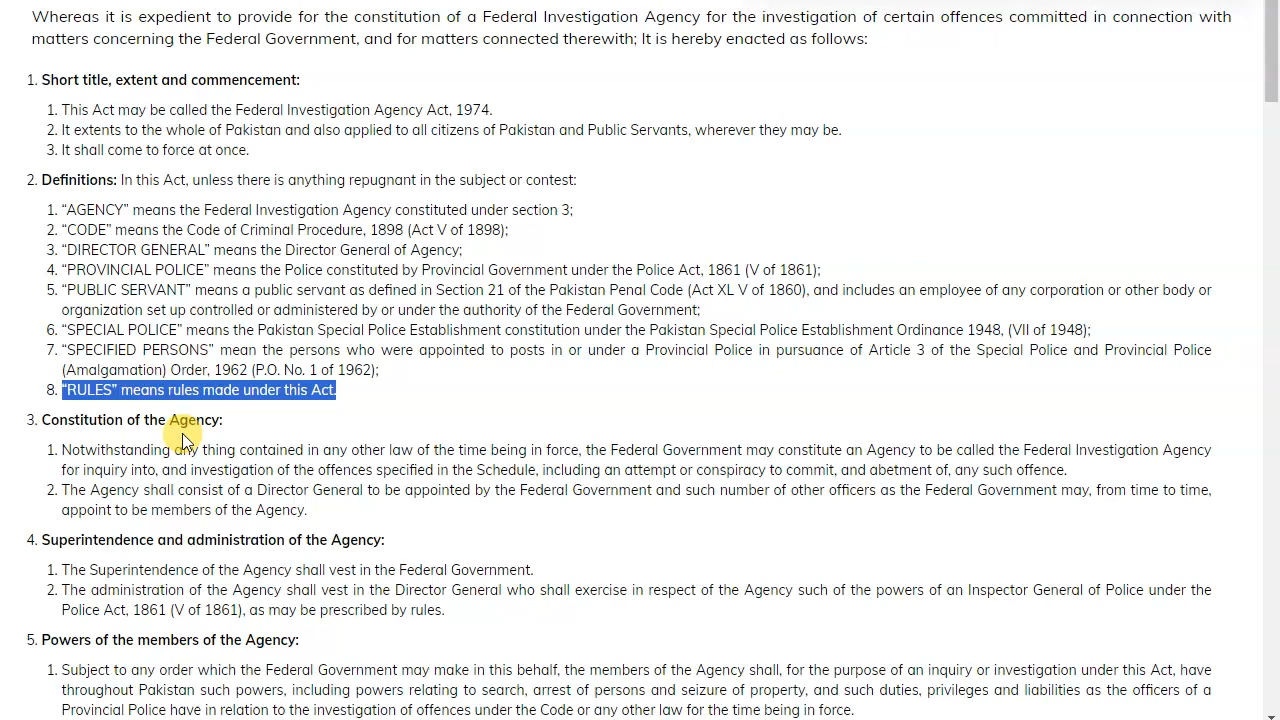 Whereas it is expedient to provide for the constitution of a Federal Investigation Agency for the investigation of certain offences committed in connection with
matters concerning the Federal Government, and for matters connected therewith; It is hereby enacted as follows:
1. Short title, extent and commencement:
1. This Act may be called the Federal Investigation Agency Act, 1974.
2. It extents to the whole of Pakistan and also applied to all citizens of Pakistan and Public Servants, wherever they may be.
3. It shall come to force at once.
2. Definitions: In this Act, unless there is anything repugnant in the subject or contest:
1. “AGENCY” means the Federal Investigation Agency constituted under section 3;
2. “CODE” means the Code of Criminal Procedure, 1898 (Act V of 1898);
3. “DIRECTOR GENERAL” means the Director General of Agency;
4. “PROVINCIAL POLICE” means the Police constituted by Provincial Government under the Police Act, 1861 (V of 1861);
5. “PUBLIC SERVANT” means a public servant as defined in Section 21 of the Pakistan Penal Code (Act XL V of 1860), and includes an employee of any corporation or other body or
organization set up controlled or administered by or under the authority of the Federal Government;
6. “SPECIAL POLICE” means the Pakistan Special Police Establishment constitution under the Pakistan Special Police Establishment Ordinance 1948, (VII of 1948);
7. “SPECIFIED PERSONS” mean the persons who were appointed to posts in or under a Provincial Police in pursuance of Article 3 of the Special Police and Provincial Police
(Amalgamation) Order, 1962 (P.O. No. 1 of 1962);
8. “RULES” means rules made under this Act.
3. Constitution of the Agency:
1. Notwithstanding any thing contained in any other law of the time being in force, the Federal Government may constitute an Agency to be called the Federal Investigation Agency
for inquiry into, and investigation of the offences specified in the Schedule, including an attempt or conspiracy to commit, and abetment of, any such offence.
2. The Agency shall consist of a Director General to be appointed by the Federal Government and such number of other officers as the Federal Government may, from time to time,
appoint to be members of the Agency.
4. Superintendence and administration of the Agency:
1. The Superintendence of the Agency shall vest in the Federal Government.
2. The administration of the Agency shall vest in the Director General who shall exercise in respect of the Agency such of the powers of an Inspector General of Police under the
Police Act, 1861 (V of 1861), as may be prescribed by rules.
5. Powers of the members of the Agency:
1. Subject to any order which the Federal Government may make in this behalf, the members of the Agency shall, for the purpose of an inquiry or investigation under this Act, have
throughout Pakistan such powers, including powers relating to search, arrest of persons and seizure of property, and such duties, privileges and liabilities as the officers of a
Provincial Police have in relation to the investigation of offences under the Code or any other law for the time being in force.